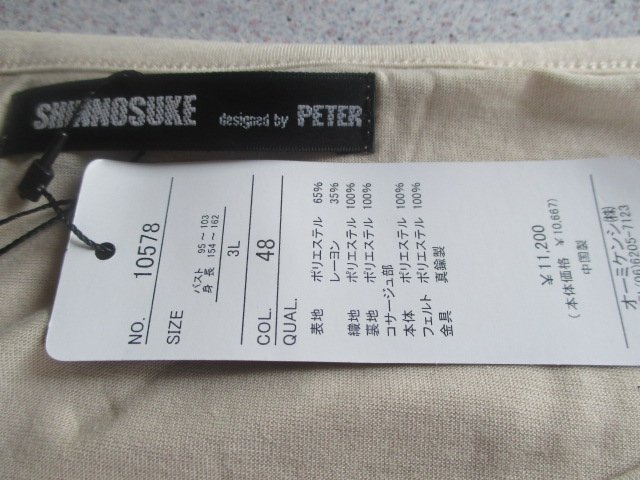 SHINNOSUKE designed by PETER
NO. 10578
SIZE バスト 95～103
身長 154～162
3L
COL. 48
QUAL.
表地 ポリエステル 65%
レーヨン 35%
織地 ポリエステル 100%
裏地 ポリエステル 100%
コサージュ部
本体 ポリエステル 100%
フェルト ポリエステル 100%
金具 真鍮製
¥11,200
(本体価格 ¥10,667)
中国製
オーミケンシ(株)
(06)6205-7123